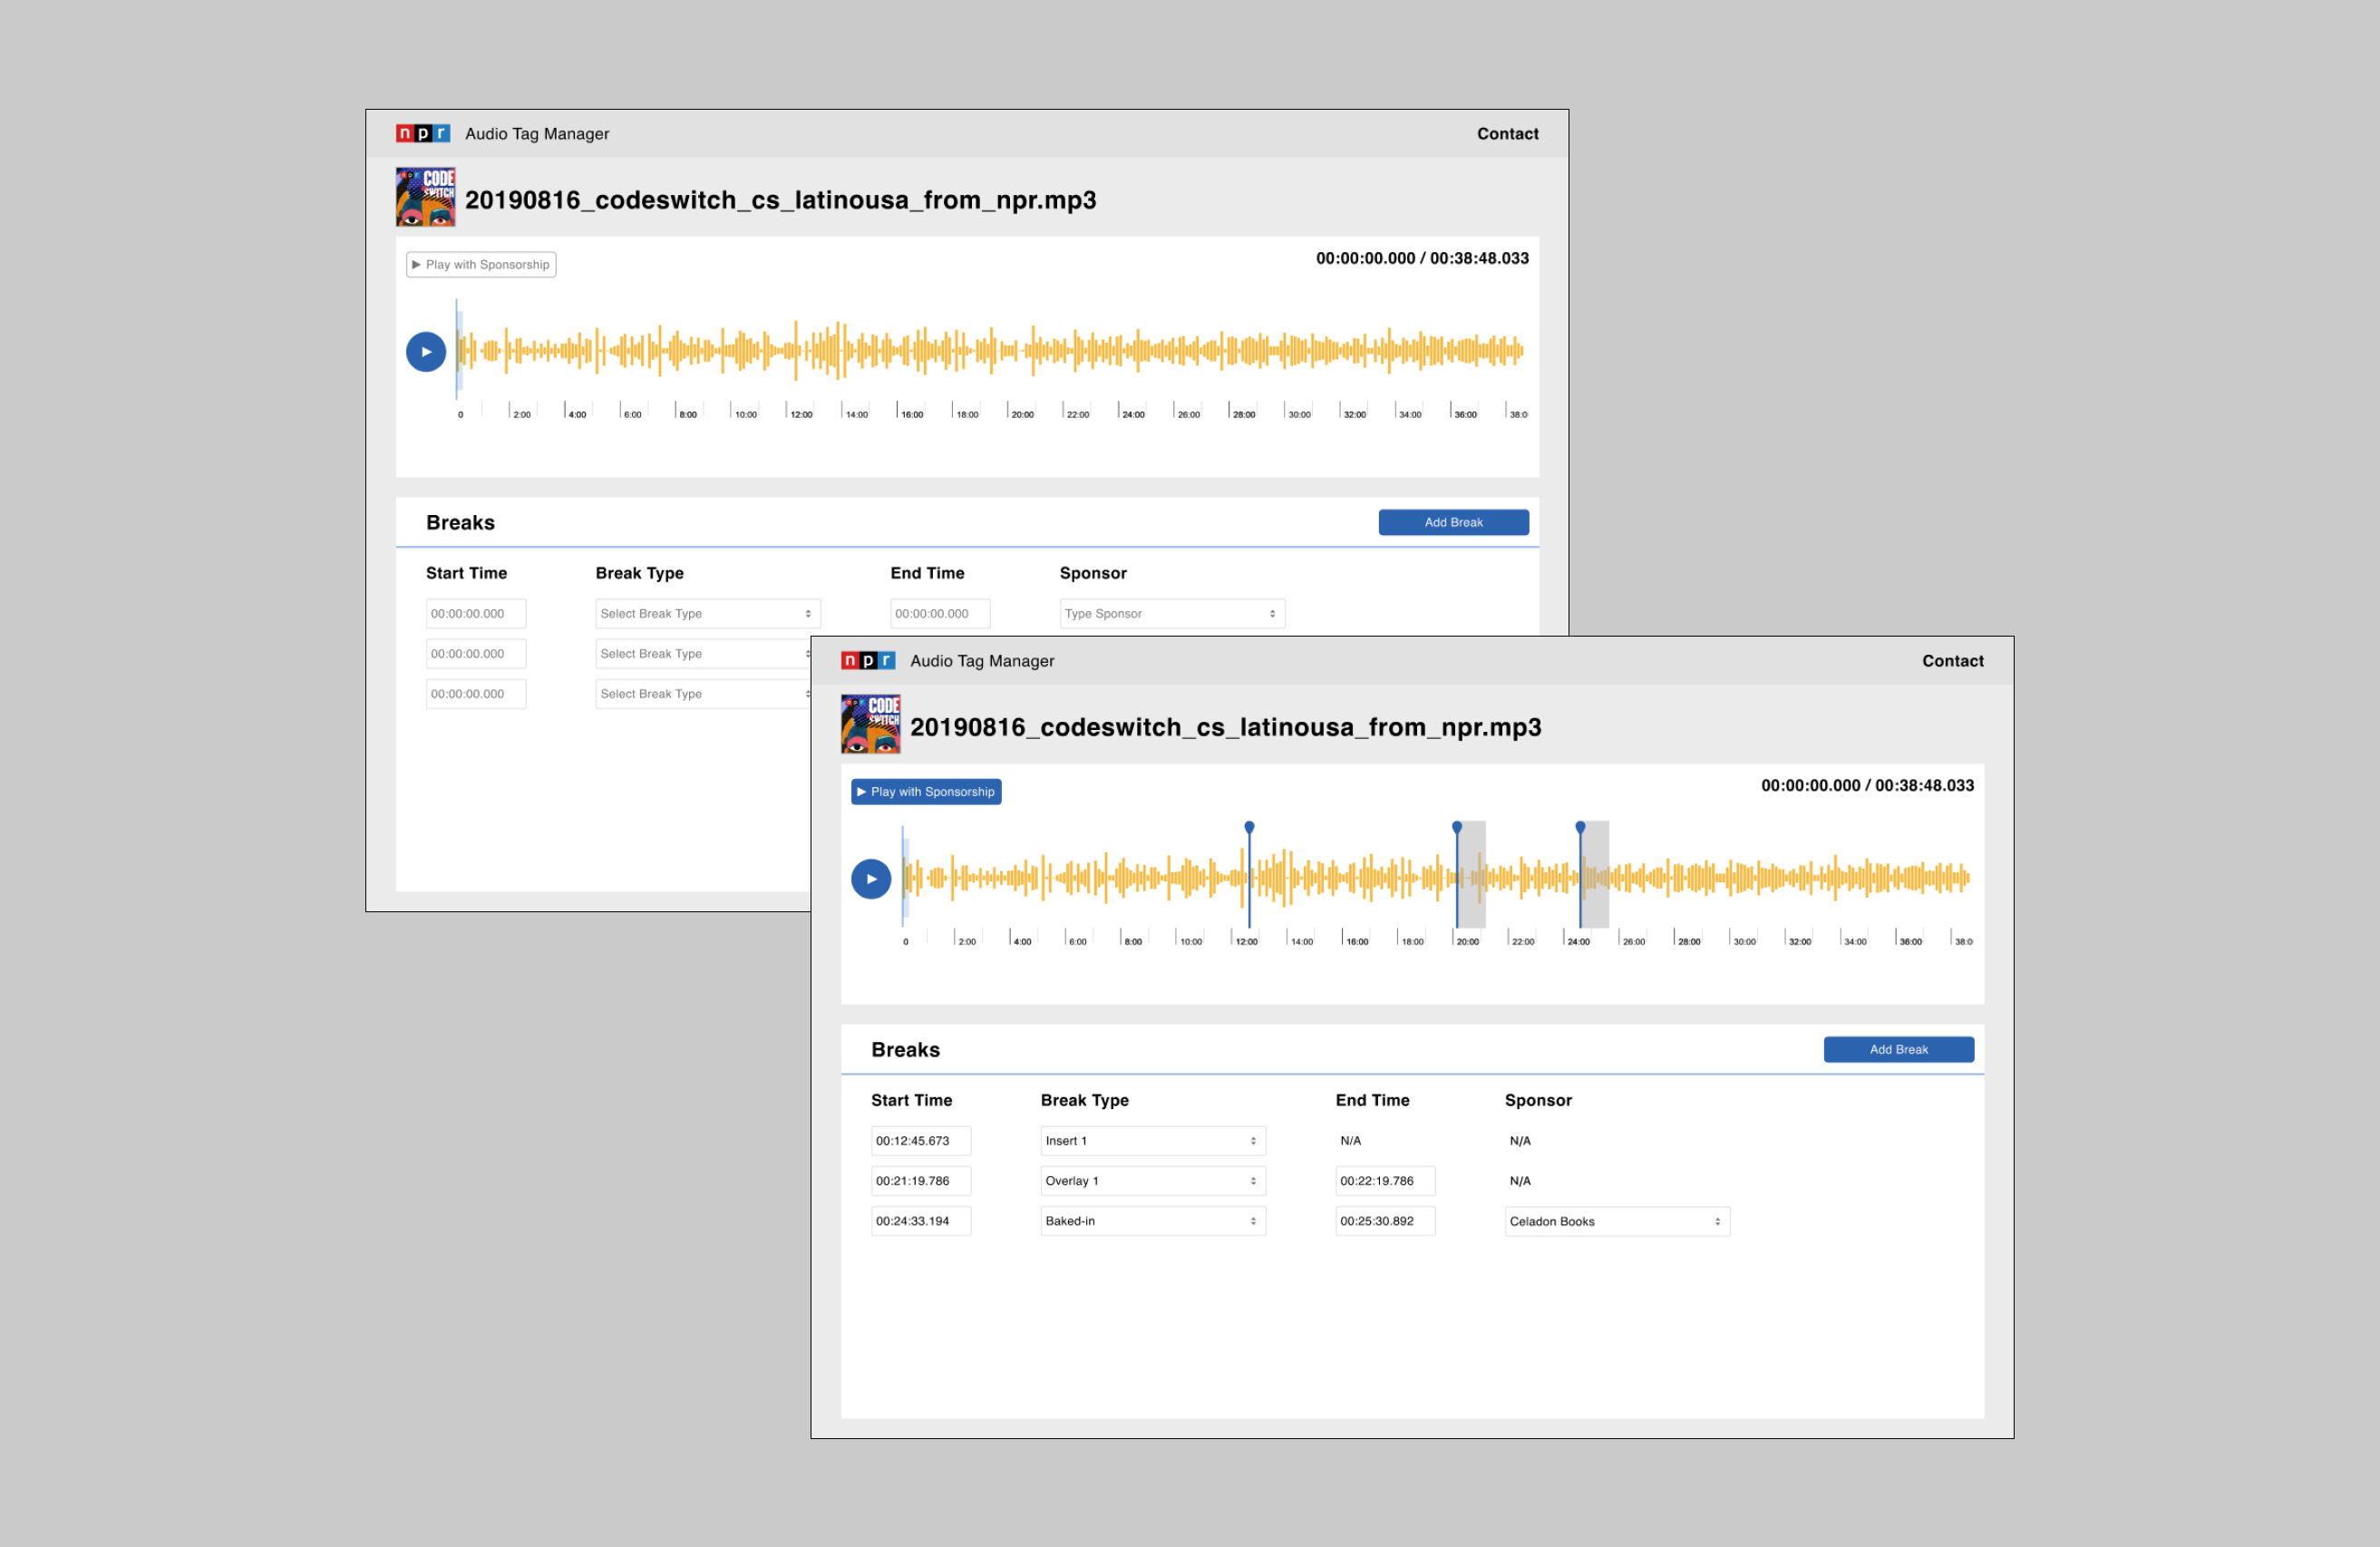 npr Audio Tag Manager Contact
npr CODE SWITCH
20190816_codeswitch_cs_latinousa_from_npr.mp3
▶ Play with Sponsorship 00:00:00.000 / 00:38:48.033
0 2:00 4:00 6:00 8:00 10:00 12:00 14:00 16:00 18:00 20:00 22:00 24:00 26:00 28:00 30:00 32:00 34:00 36:00 38:0
Breaks Add Break
Start Time Break Type End Time Sponsor
00:00:00.000 Select Break Type 00:00:00.000 Type Sponsor
00:00:00.000 Select Break Type
00:00:00.000 Select Break Type
npr Audio Tag Manager Contact
npr CODE SWITCH
20190816_codeswitch_cs_latinousa_from_npr.mp3
▶ Play with Sponsorship 00:00:00.000 / 00:38:48.033
0 2:00 4:00 6:00 8:00 10:00 12:00 14:00 16:00 18:00 20:00 22:00 24:00 26:00 28:00 30:00 32:00 34:00 36:00 38:0
Breaks Add Break
Start Time Break Type End Time Sponsor
00:12:45.673 Insert 1 N/A N/A
00:21:19.786 Overlay 1 00:22:19.786 N/A
00:24:33.194 Baked-in 00:25:30.892 Celadon Books